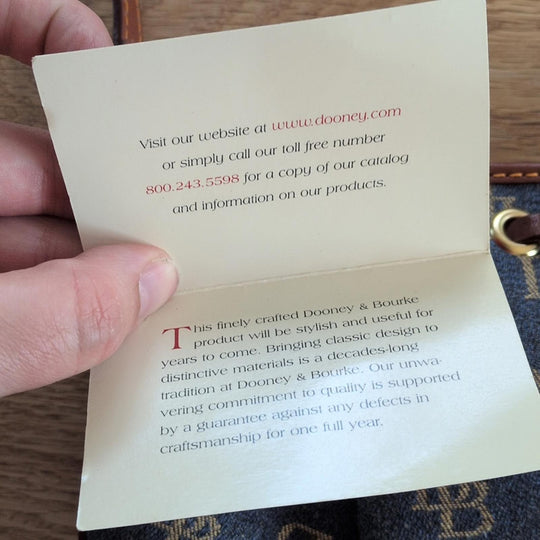 Visit our website at www.dooney.com
or simply call our toll free number
800.243.5598 for a copy of our catalog
and information on our products.
This finely crafted Dooney & Bourke
product will be stylish and useful for
years to come. Bringing classic design to
distinctive materials is a decades-long
tradition at Dooney & Bourke. Our unwa-
vering commitment to quality is supported
by a guarantee against any defects in
craftsmanship for one full year.